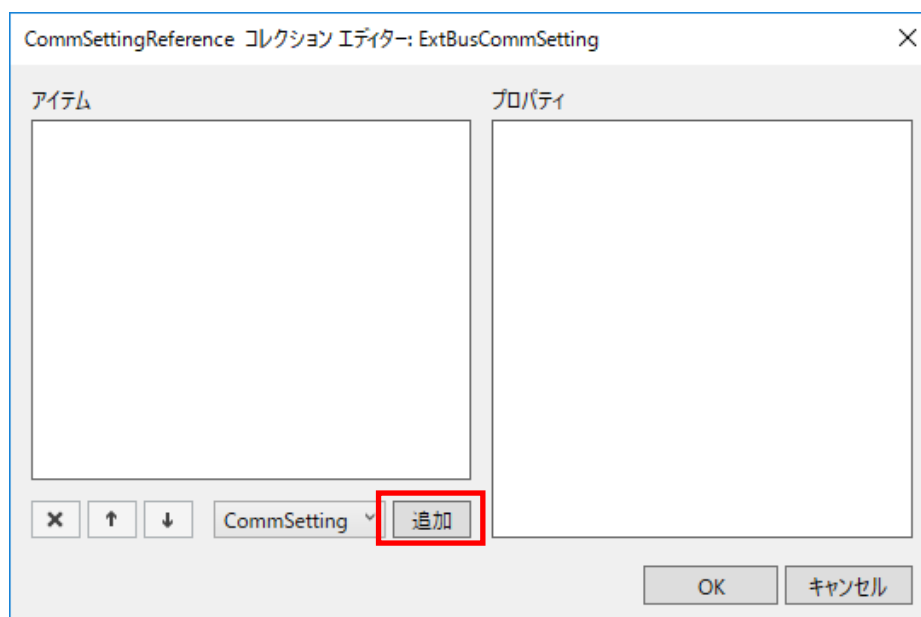 CommSettingReference コレクション エディター: ExtBusCommSetting
アイテム
プロパティ
CommSetting
追加
OK
キャンセル